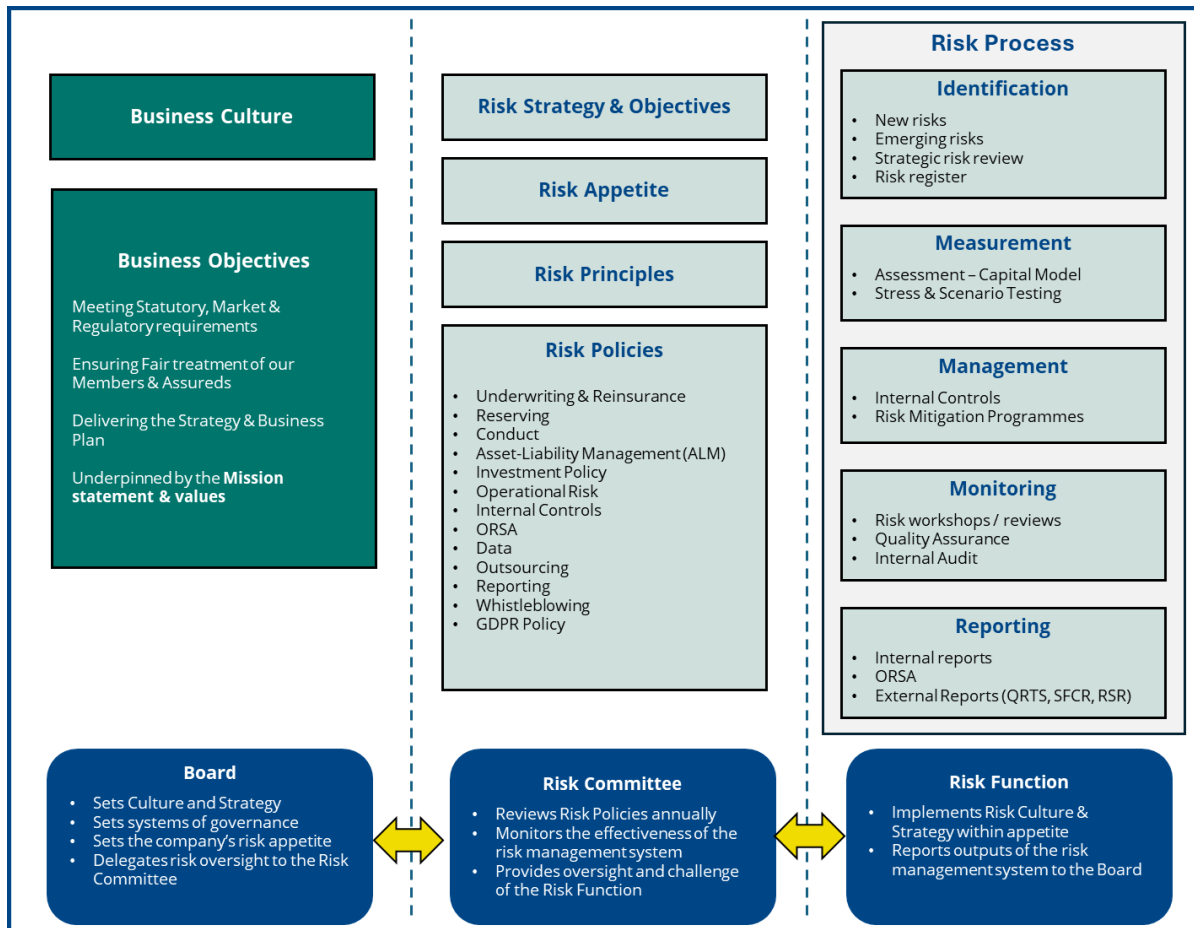 Business Culture
Business Objectives
Meeting Statutory, Market &
Regulatory requirements
Ensuring Fair treatment of our
Members & Assureds
Delivering the Strategy & Business
Plan
Underpinned by the Mission
statement & values
Risk Strategy & Objectives
Risk Appetite
Risk Principles
Risk Policies
• Underwriting & Reinsurance
• Reserving
• Conduct
• Asset-Liability Management (ALM)
• Investment Policy
• Operational Risk
• Internal Controls
• ORSA
• Data
• Outsourcing
• Reporting
• Whistleblowing
• GDPR Policy
Risk Process
Identification
• New risks
• Emerging risks
• Strategic risk review
• Risk register
Measurement
• Assessment – Capital Model
• Stress & Scenario Testing
Management
• Internal Controls
• Risk Mitigation Programmes
Monitoring
• Risk workshops / reviews
• Quality Assurance
• Internal Audit
Reporting
• Internal reports
• ORSA
• External Reports (QRTS, SFCR, RSR)
Board
• Sets Culture and Strategy
• Sets systems of governance
• Sets the company's risk appetite
• Delegates risk oversight to the Risk
Committee
Risk Committee
• Reviews Risk Policies annually
• Monitors the effectiveness of the
risk management system
• Provides oversight and challenge
of the Risk Function
Risk Function
• Implements Risk Culture &
Strategy within appetite
• Reports outputs of the risk
management system to the Board